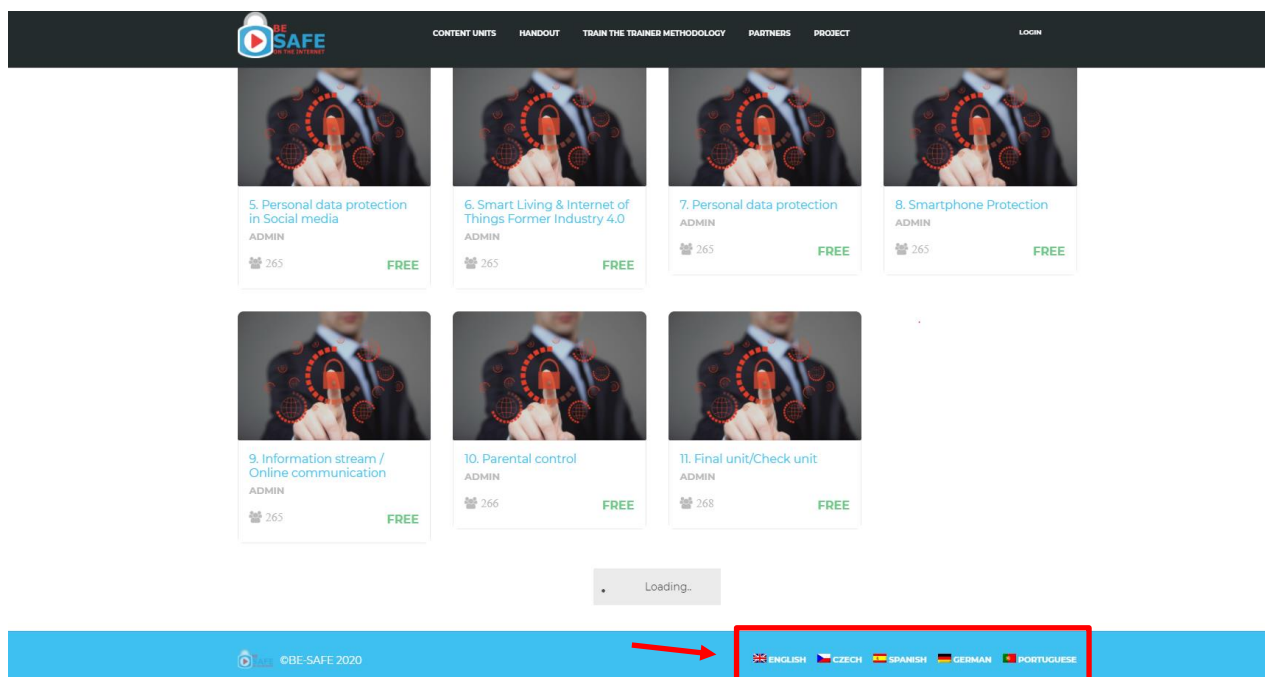 BE
SAFE
ON THE INTERNET
CONTENT UNITS
HANDOUT
TRAIN THE TRAINER METHODOLOGY
PARTNERS
PROJECT
LOGIN
5. Personal data protection
in Social media
ADMIN
265
FREE
6. Smart Living & Internet of
Things Former Industry 4.0
ADMIN
265
FREE
7. Personal data protection
ADMIN
265
FREE
8. Smartphone Protection
ADMIN
265
FREE
9. Information stream /
Online communication
ADMIN
265
FREE
10. Parental control
ADMIN
266
FREE
11. Final unit/Check unit
ADMIN
268
FREE
Loading..
©BE-SAFE 2020
ENGLISH
CZECH
SPANISH
GERMAN
PORTUGUESE